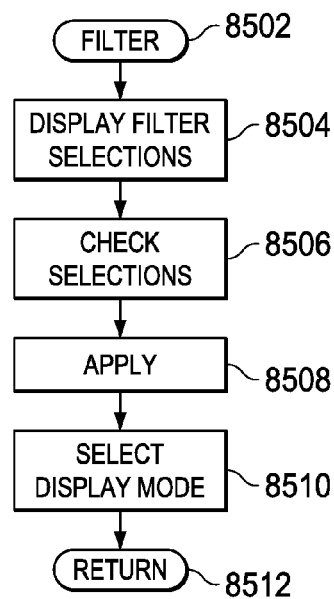 FILTER
8502
DISPLAY FILTER
SELECTIONS
8504
CHECK
SELECTIONS
8506
APPLY
8508
SELECT
DISPLAY MODE
8510
RETURN
8512